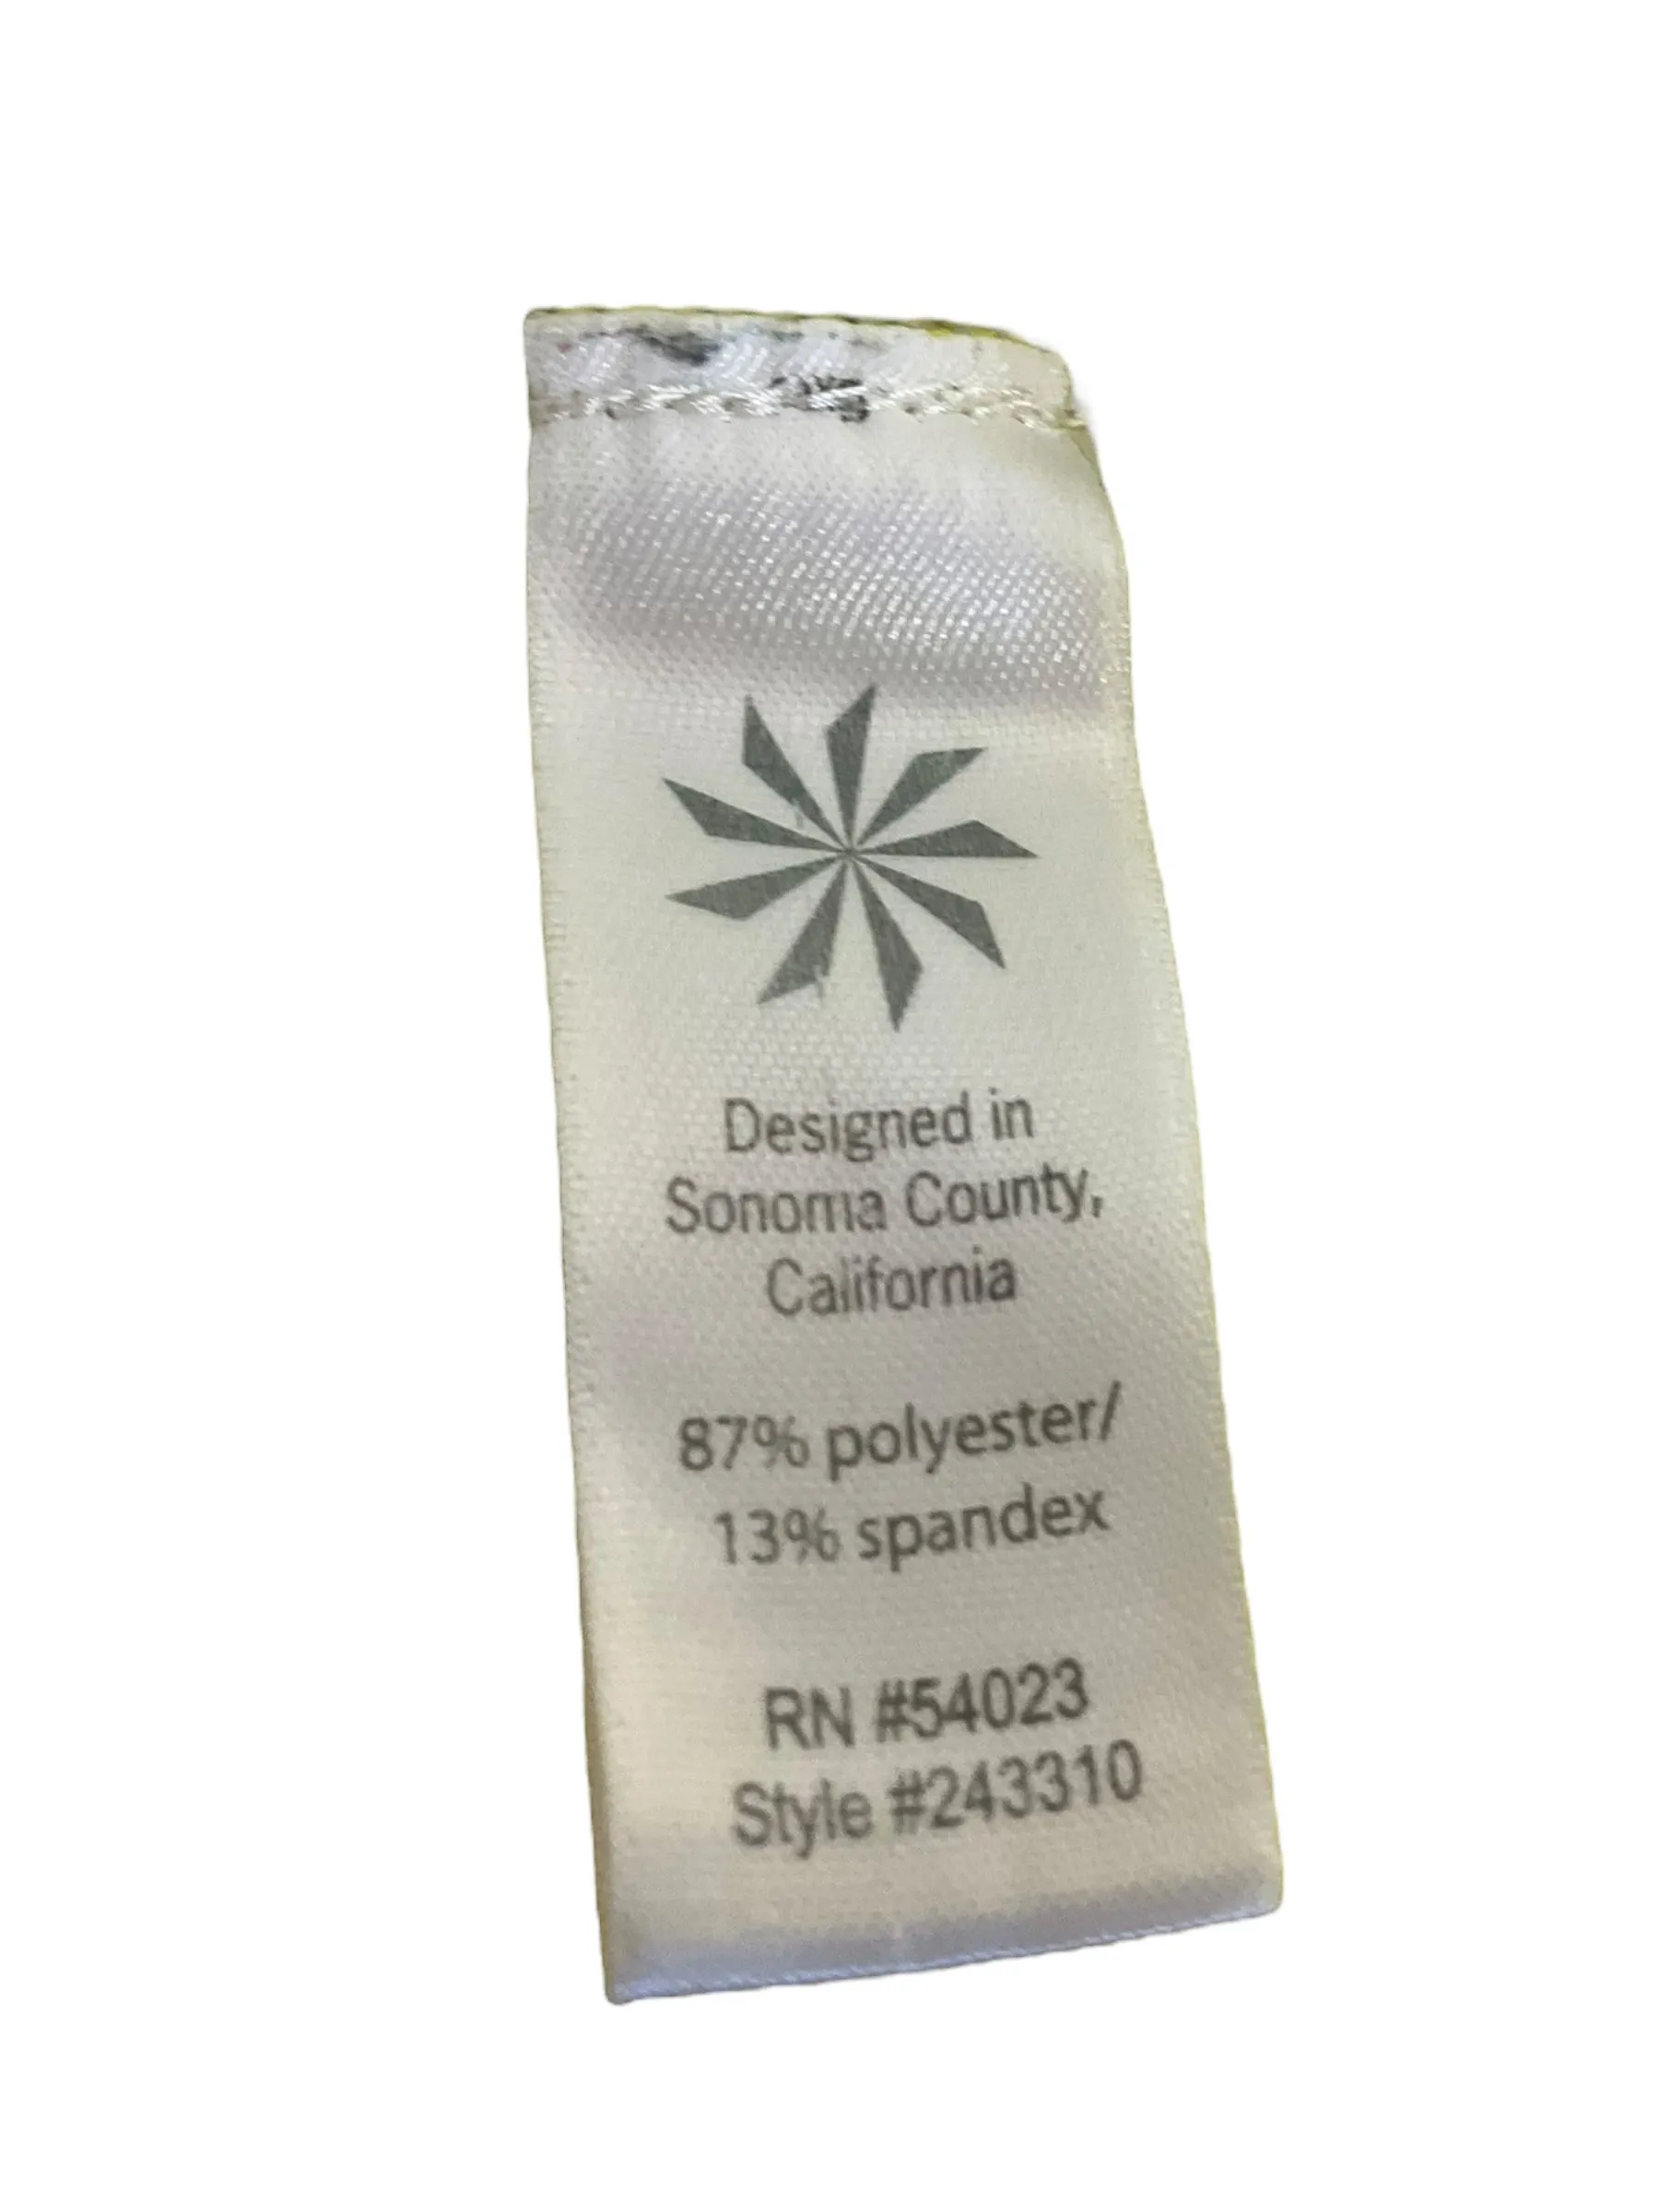 Designed in
Sonoma County,
California
87% polyester/
13% spandex
RN #54023
Style #243310